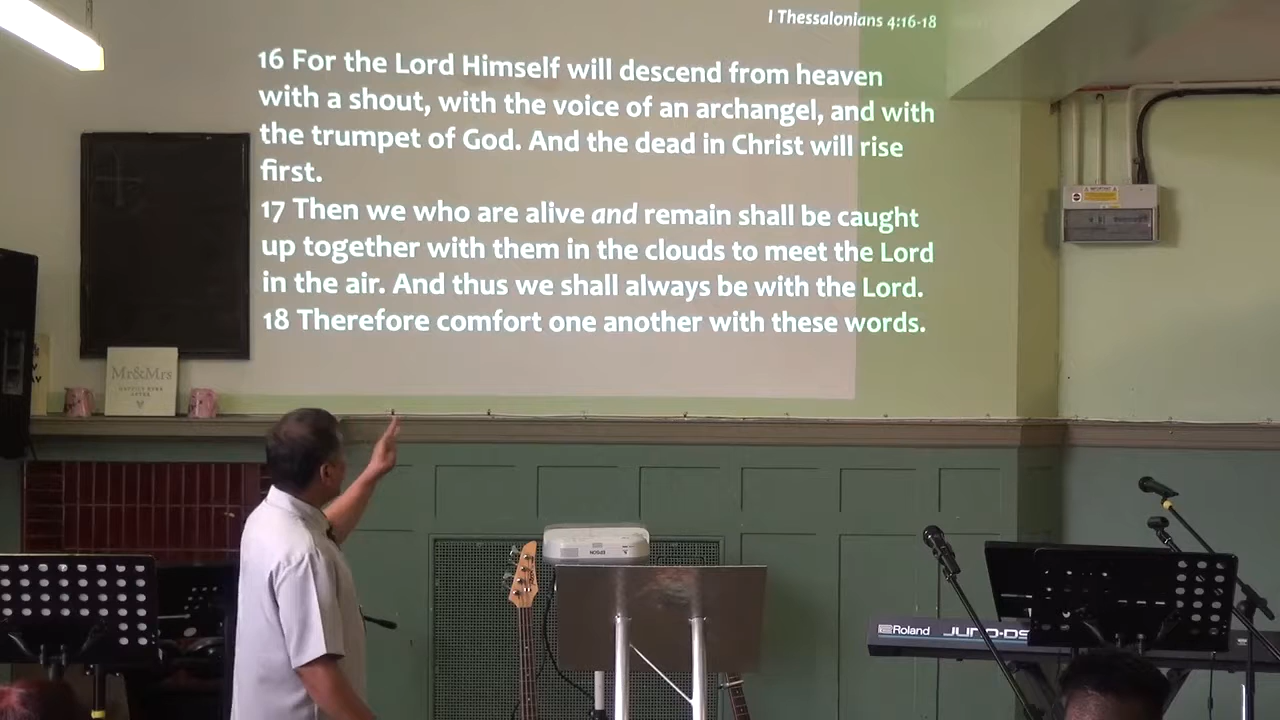 I Thessalonians 4:16-18
16 For the Lord Himself will descend from heaven
with a shout, with the voice of an archangel, and with
the trumpet of God. And the dead in Christ will rise
first.
17 Then we who are alive and remain shall be caught
up together with them in the clouds to meet the Lord
in the air. And thus we shall always be with the Lord.
18 Therefore comfort one another with these words.
Mr&Mrs
EPSON
Roland
JUNO-DS